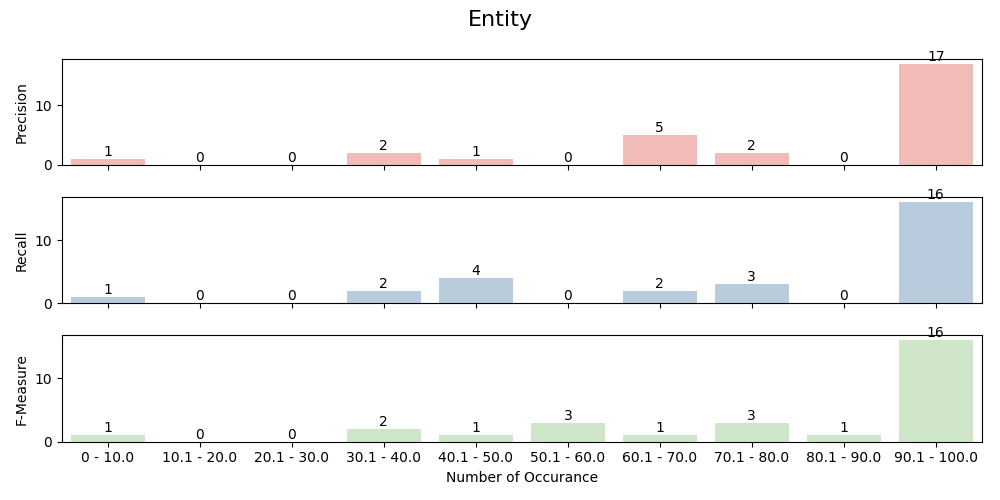 Entity
Precision
10
0
1 0 0 2 1 0 5 2 0 17
Recall
10
0
1 0 0 2 4 0 2 3 0 16
F-Measure
10
0
1 0 0 2 1 3 1 3 1 16
0 - 10.0 10.1 - 20.0 20.1 - 30.0 30.1 - 40.0 40.1 - 50.0 50.1 - 60.0 60.1 - 70.0 70.1 - 80.0 80.1 - 90.0 90.1 - 100.0
Number of Occurance